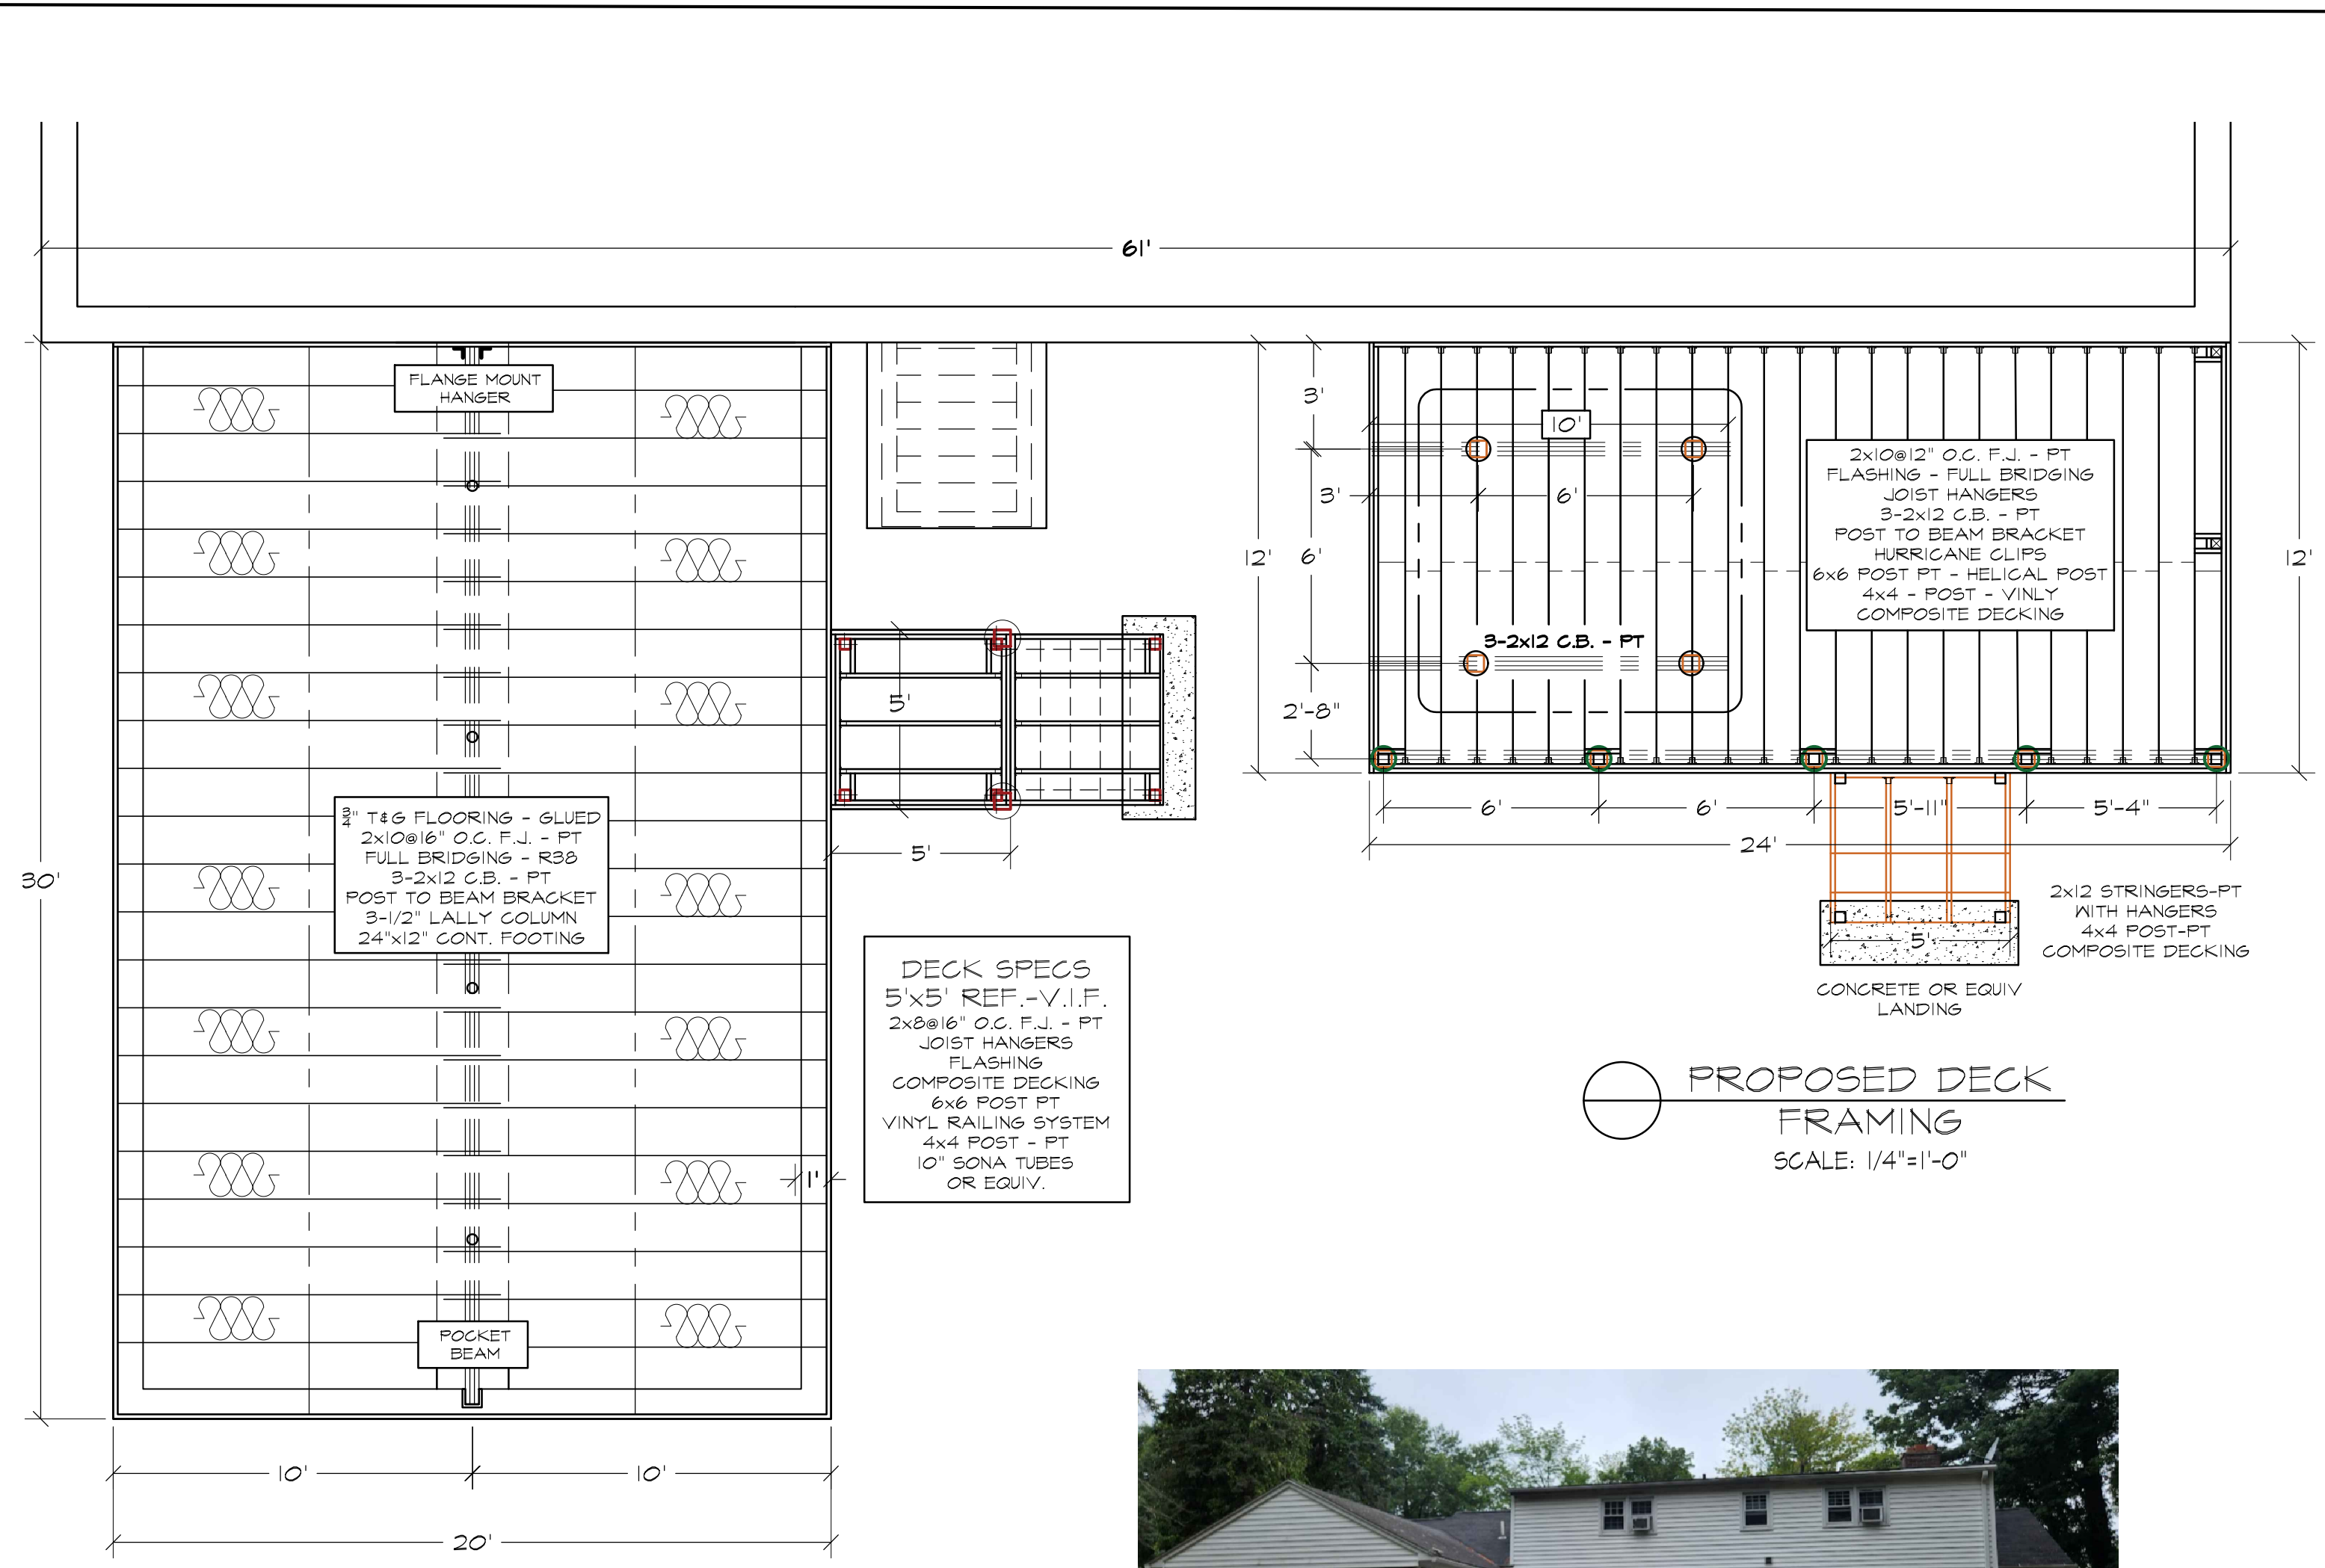 61'
FLANGE MOUNT
HANGER
3'
10'
3'
6'
12'
6'
2'-8"
12'
2x10@12" O.C. F.J. - PT
FLASHING - FULL BRIDGING
JOIST HANGERS
3-2x12 C.B. - PT
POST TO BEAM BRACKET
HURRICANE CLIPS
6x6 POST PT - HELICAL POST
4x4 - POST - VINLY
COMPOSITE DECKING
3-2x12 C.B. - PT
5'
5'
6'
6'
5'-11"
5'-4"
24'
30'
3/4" T&G FLOORING - GLUED
2x10@16" O.C. F.J. - PT
FULL BRIDGING - R38
3-2x12 C.B. - PT
POST TO BEAM BRACKET
3-1/2" LALLY COLUMN
24"x12" CONT. FOOTING
2x12 STRINGERS-PT
WITH HANGERS
4x4 POST-PT
COMPOSITE DECKING
5'
CONCRETE OR EQUIV
LANDING
DECK SPECS
5'x5' REF.-V.I.F.
2x8@16" O.C. F.J. - PT
JOIST HANGERS
FLASHING
COMPOSITE DECKING
6x6 POST PT
VINYL RAILING SYSTEM
4x4 POST - PT
10" SONA TUBES
OR EQUIV.
1'
PROPOSED DECK
FRAMING
SCALE: 1/4"=1'-0"
POCKET
BEAM
10'
10'
20'